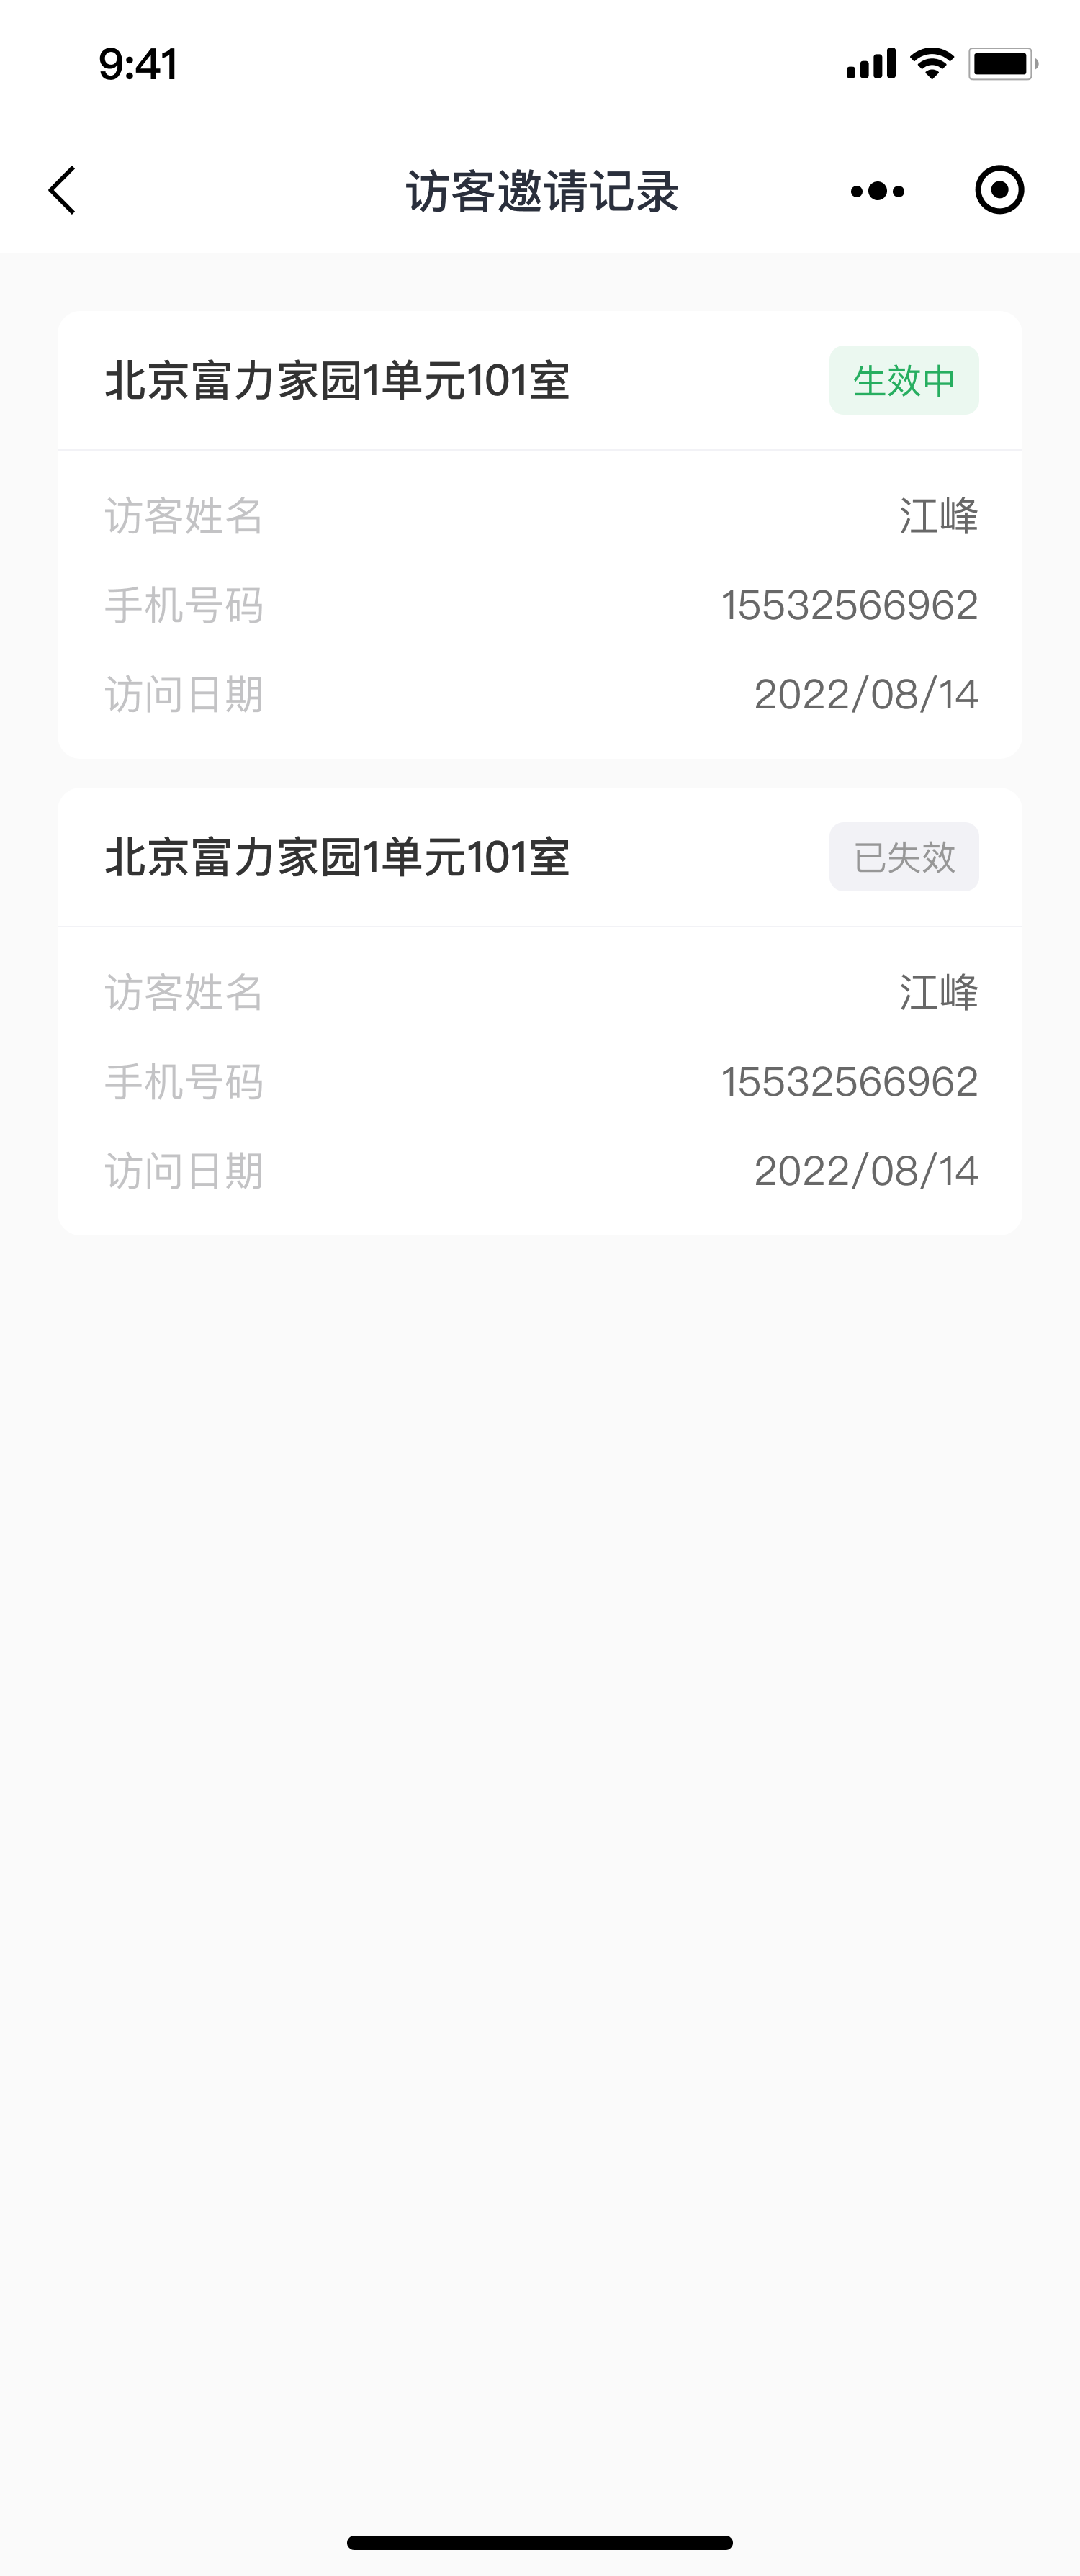 9:41
访客邀请记录
北京富力家园1单元101室 生效中
访客姓名 江峰
手机号码 15532566962
访问日期 2022/08/14
北京富力家园1单元101室 已失效
访客姓名 江峰
手机号码 15532566962
访问日期 2022/08/14